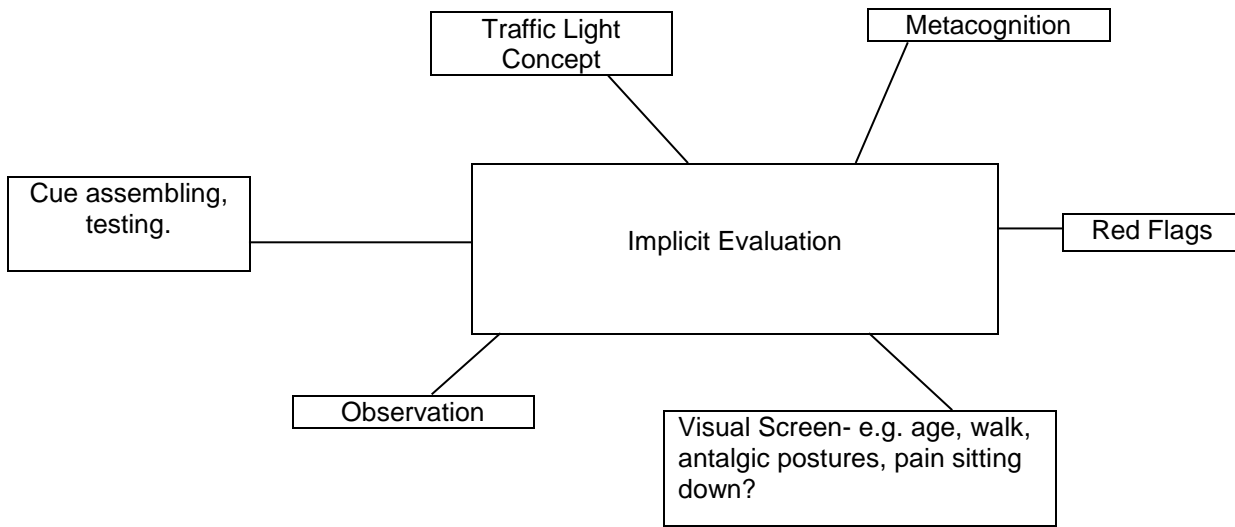 Traffic Light
Concept
Metacognition
Cue assembling,
testing.
Implicit Evaluation
Red Flags
Observation
Visual Screen- e.g. age, walk,
antalgic postures, pain sitting
down?